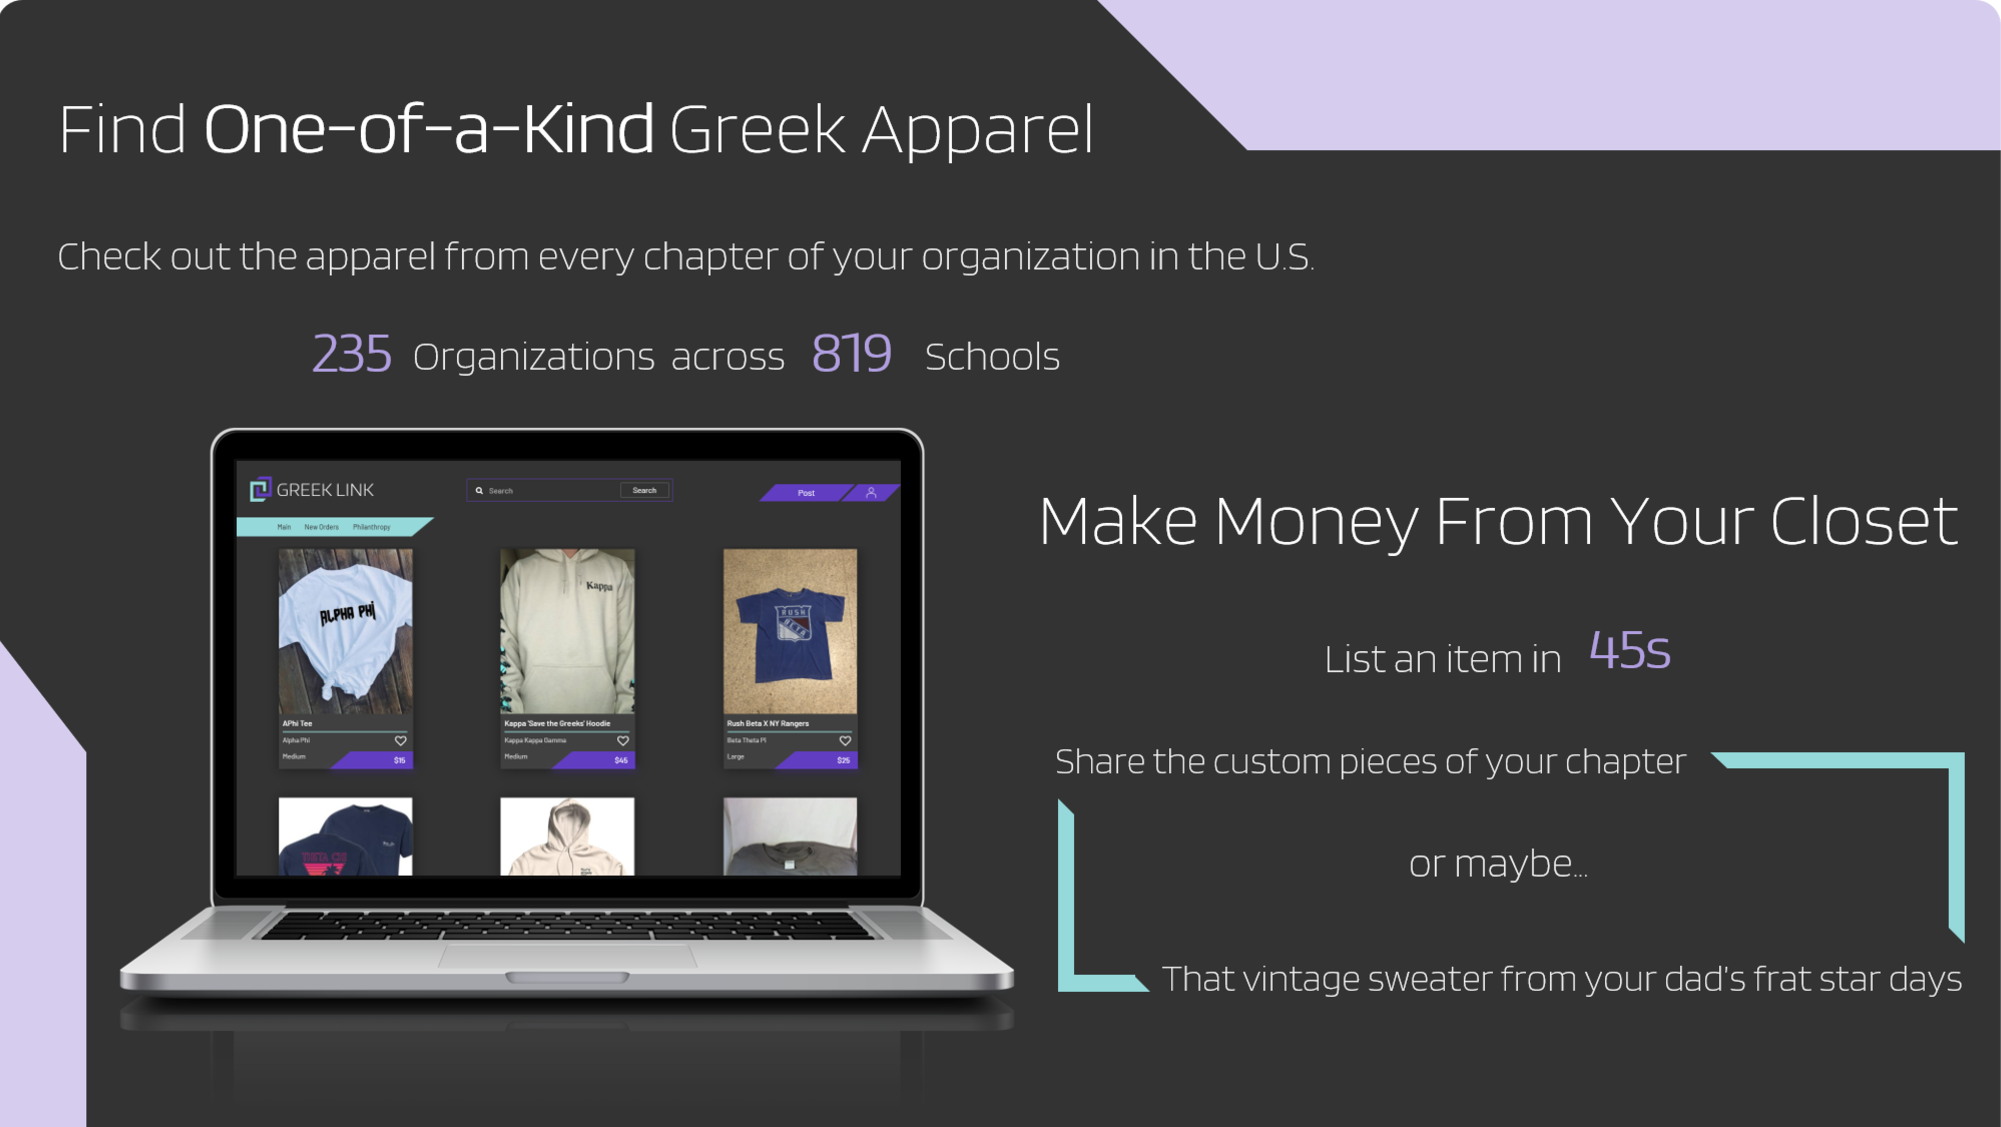 Find One-of-a-Kind Greek Apparel
Check out the apparel from every chapter of your organization in the U.S.
235 Organizations across 819 Schools
GREEK LINK
Search
Search
Post
Main New Orders Philanthropy
ALPHA PHI
Kappa
RUSH
BETA
APhi Tee
Alpha Phi
Medium
$15
Kappa 'Save the Greeks' Hoodie
Kappa Kappa Gamma
Medium
$45
Rush Beta X NY Rangers
Beta Theta Pi
Large
$25
THETA CHI
Make Money From Your Closet
List an item in 45s
Share the custom pieces of your chapter
or maybe...
That vintage sweater from your dad's frat star days